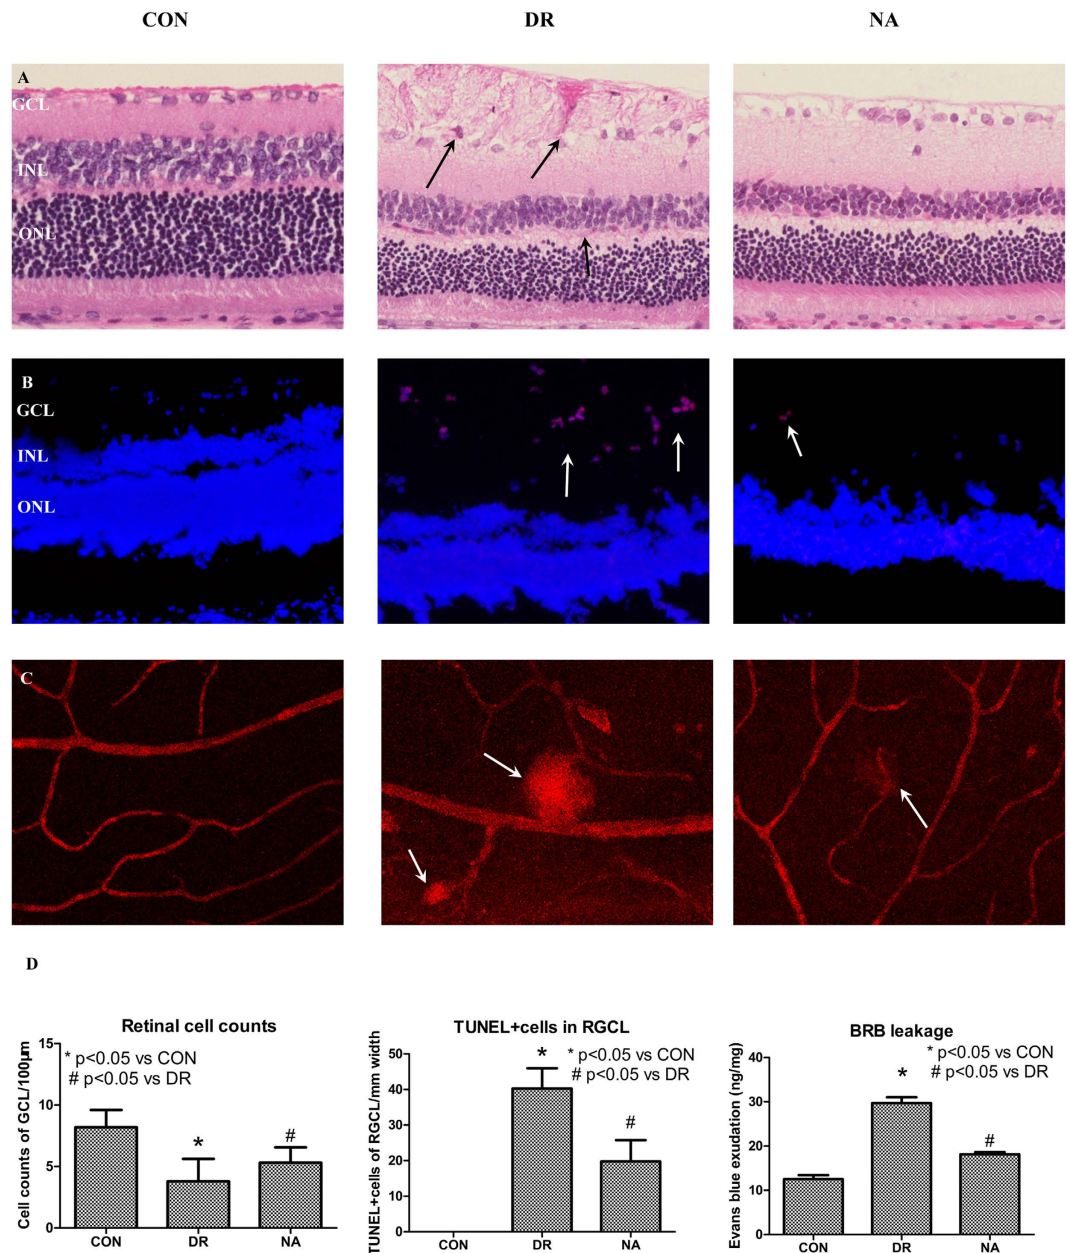 CON DR NA
A
GCL
INL
ONL
B
GCL
INL
ONL
C
D
Retinal cell counts
* p<0.05 vs CON
# p<0.05 vs DR
Cell counts of GCL/100µm
15
10
5
0
*
#
CON DR NA
TUNEL+cells in RGCL
* p<0.05 vs CON
# p<0.05 vs DR
TUNEL+cells of RGCL/mm width
50
40
30
20
10
0
*
#
CON DR NA
BRB leakage
* p<0.05 vs CON
# p<0.05 vs DR
Evans blue exudation (ng/mg)
40
30
20
10
0
*
#
CON DR NA